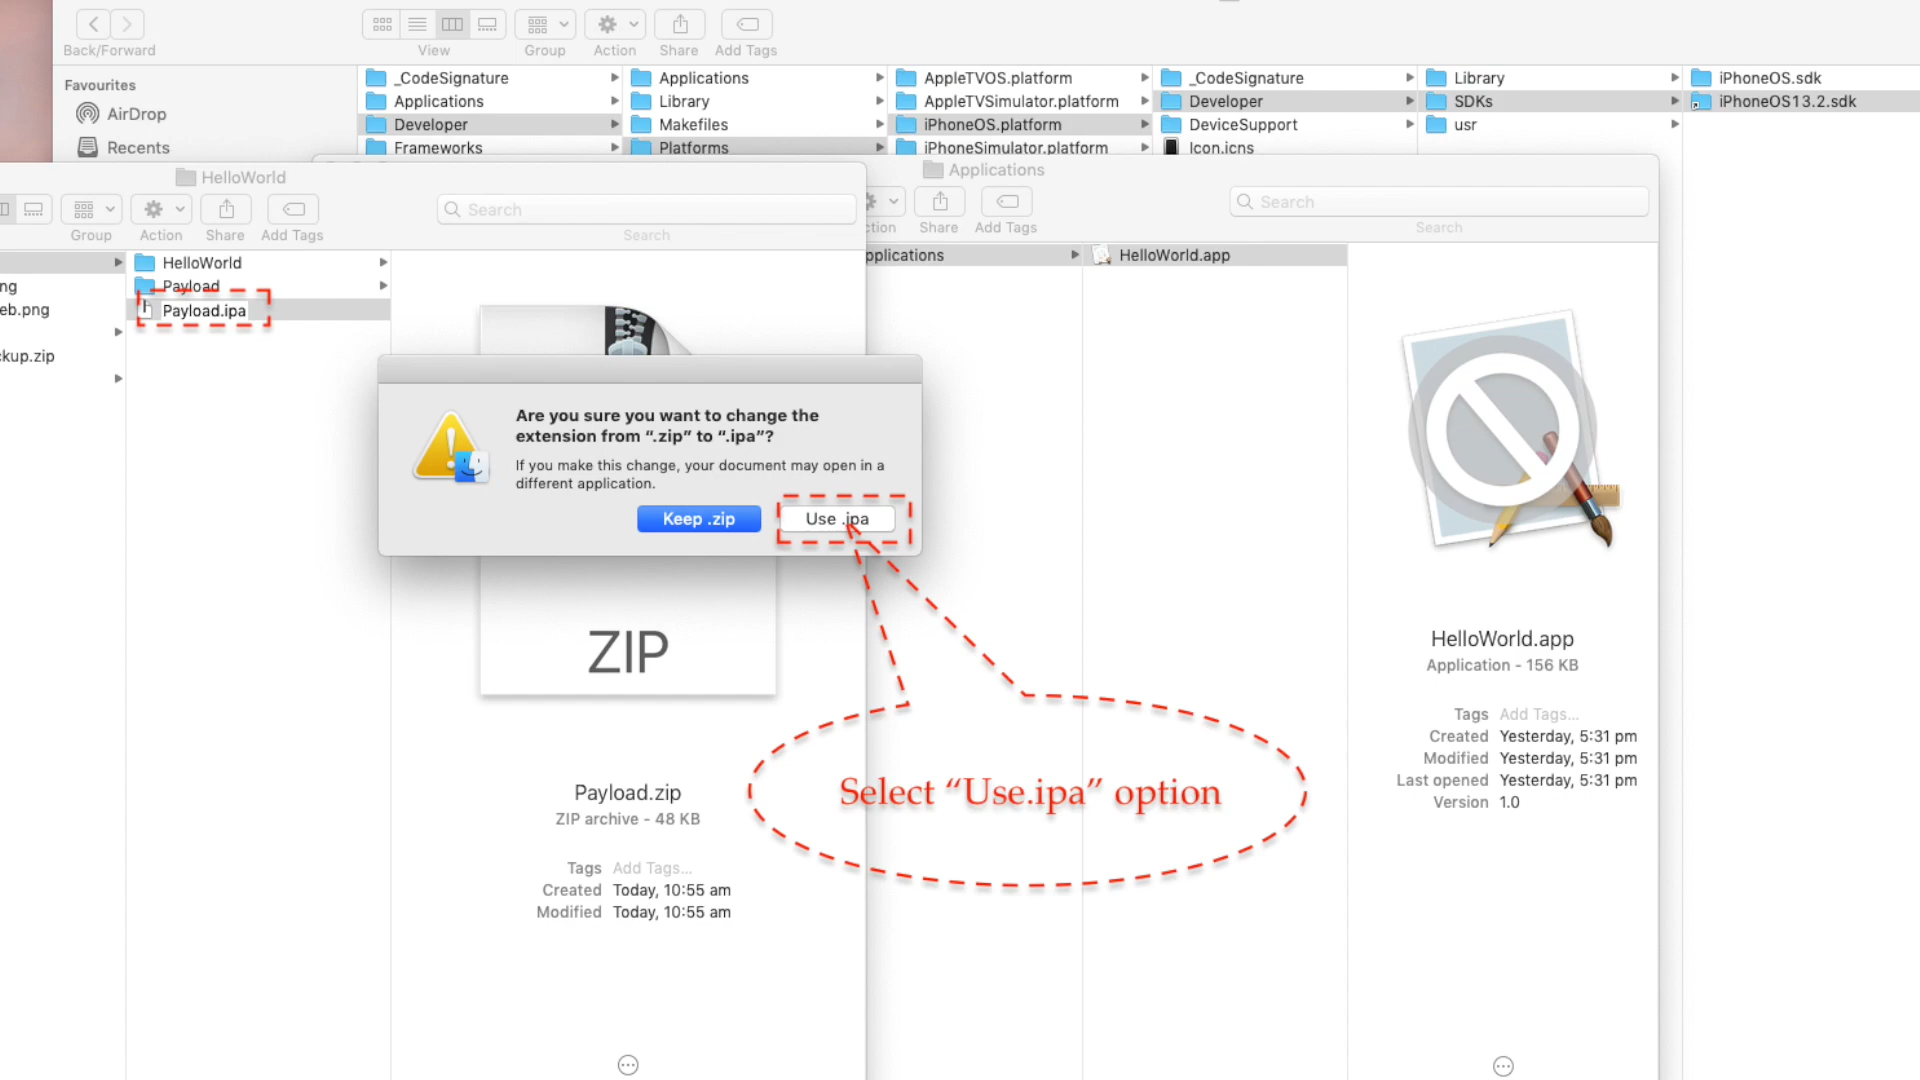 Back/Forward
View
Group
Action
Share
Add Tags
Favourites
AirDrop
Recents
_CodeSignature
Applications
Developer
Frameworks
Applications
Library
Makefiles
Platforms
AppleTVOS.platform
AppleTVSimulator.platform
iPhoneOS.platform
iPhoneSimulator.platform
_CodeSignature
Developer
DeviceSupport
Icon.icns
Library
SDKs
usr
iPhoneOS.sdk
iPhoneOS13.2.sdk
HelloWorld
Search
Group
Action
Share
Add Tags
Search
ng
eb.png
ckup.zip
HelloWorld
Payload
Payload.ipa
Are you sure you want to change the
extension from “.zip” to “.ipa”?
If you make this change, your document may open in a
different application.
Keep .zip
Use .ipa
ZIP
Payload.zip
ZIP archive - 48 KB
Tags Add Tags...
Created Today, 10:55 am
Modified Today, 10:55 am
Select “Use.ipa” option
Applications
Search
ction
Share
Add Tags
Search
pplications
HelloWorld.app
HelloWorld.app
Application - 156 KB
Tags Add Tags...
Created Yesterday, 5:31 pm
Modified Yesterday, 5:31 pm
Last opened Yesterday, 5:31 pm
Version 1.0